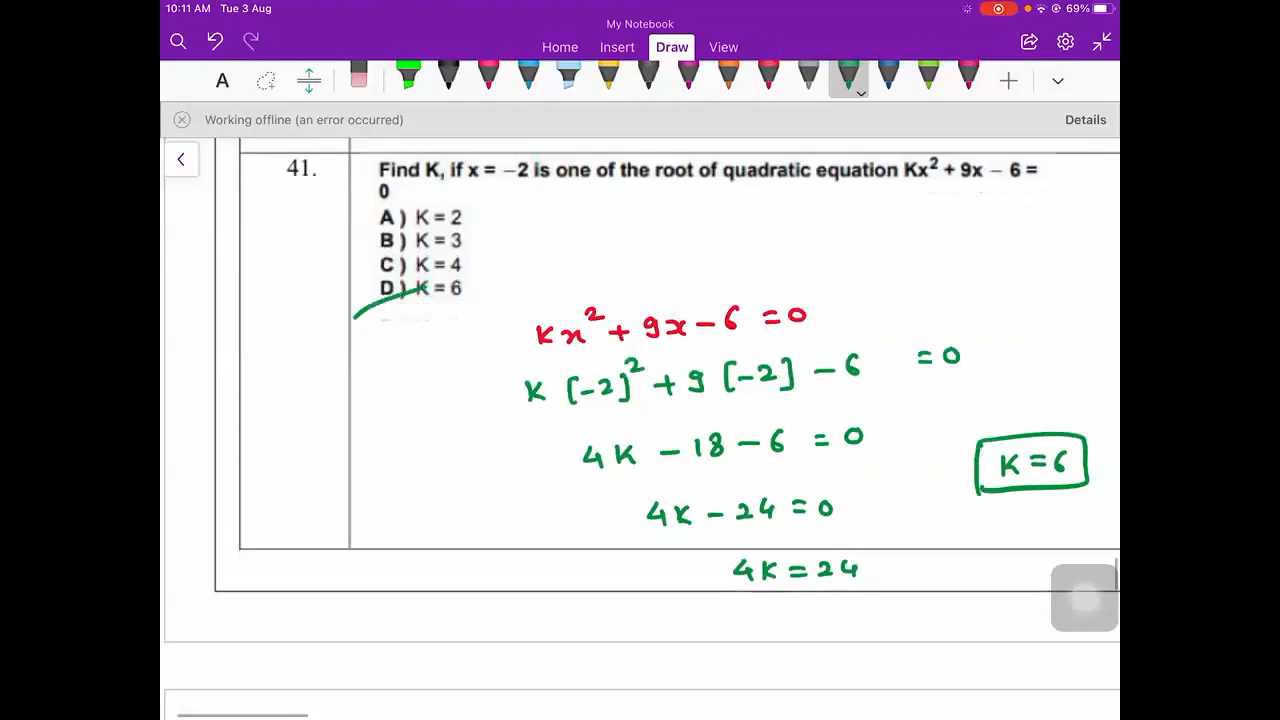 10:11 AM Tue 3 Aug
69%
My Notebook
Home Insert Draw View
A
Working offline (an error occurred)
Details
41.
Find K, if x = −2 is one of the root of quadratic equation Kx² + 9x − 6 =
0
A) K = 2
B) K = 3
C) K = 4
D) K = 6
Kx² + 9x − 6 = 0
K [-2]² + 9 [-2] − 6 = 0
4K − 18 − 6 = 0
K = 6
4K − 24 = 0
4K = 24